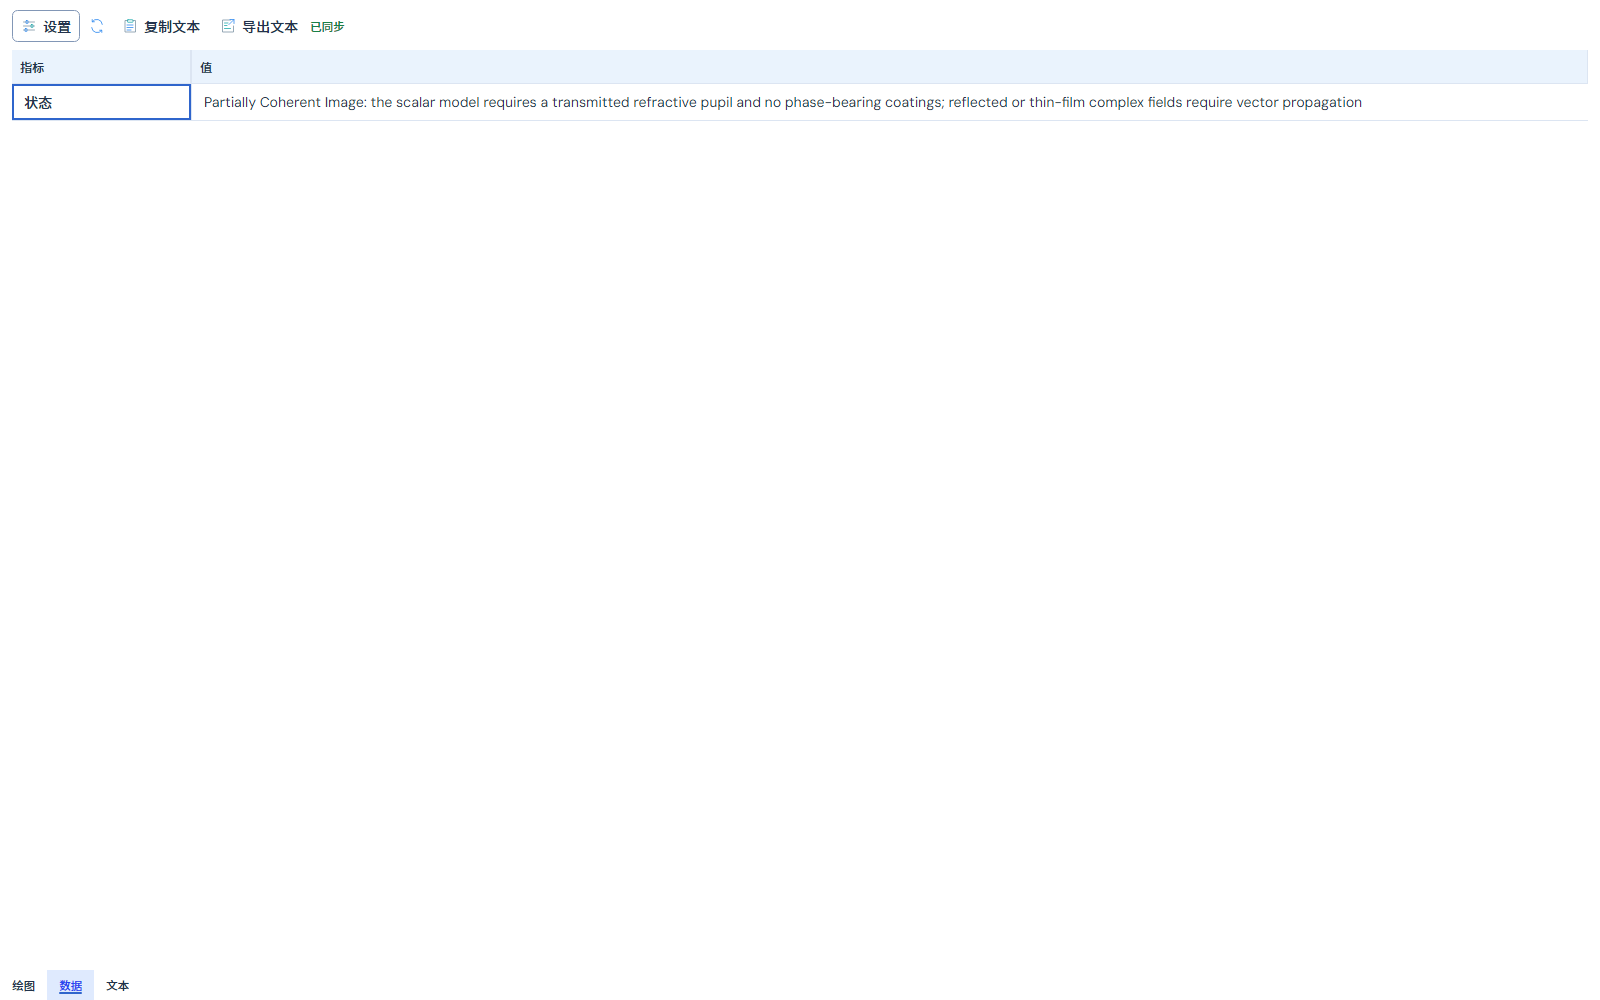 设置 复制文本 导出文本 已同步
指标 值
状态 Partially Coherent Image: the scalar model requires a transmitted refractive pupil and no phase-bearing coatings; reflected or thin-film complex fields require vector propagation
绘图 数据 文本